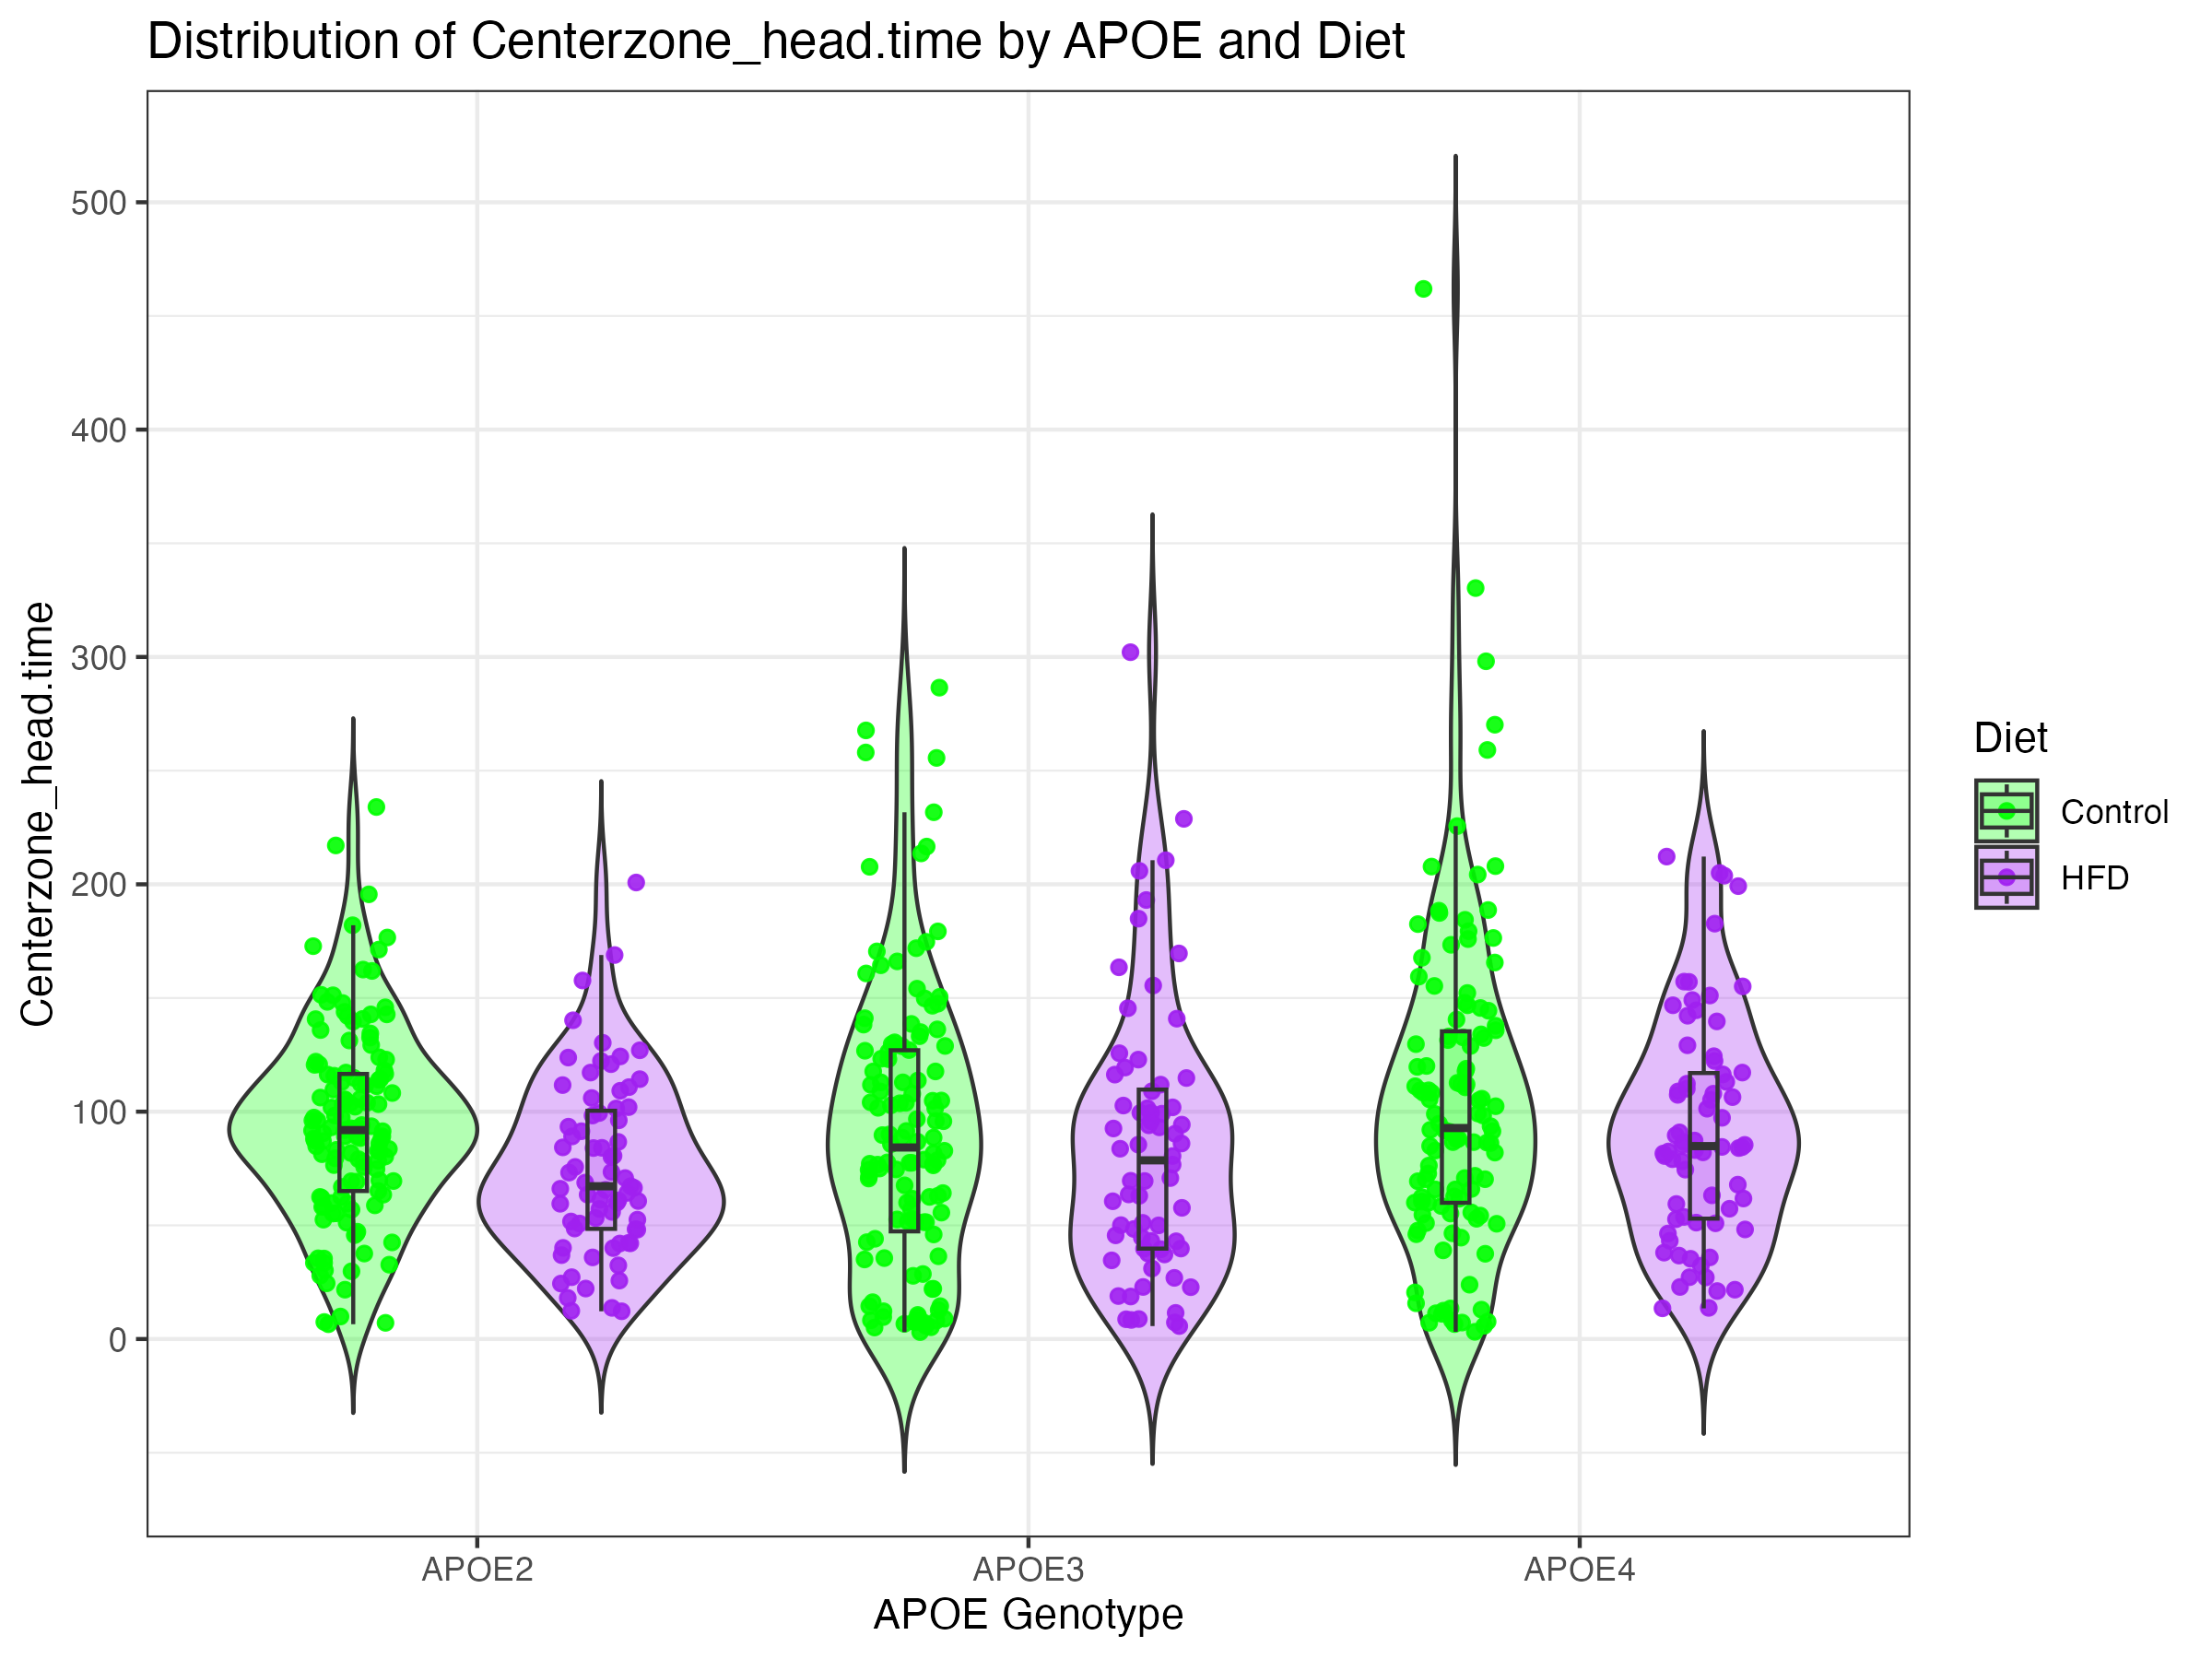 Distribution of Centerzone_head.time by APOE and Diet
Centerzone_head.time
500
400
300
200
100
0
APOE2
APOE3
APOE4
APOE Genotype
Diet
Control
HFD